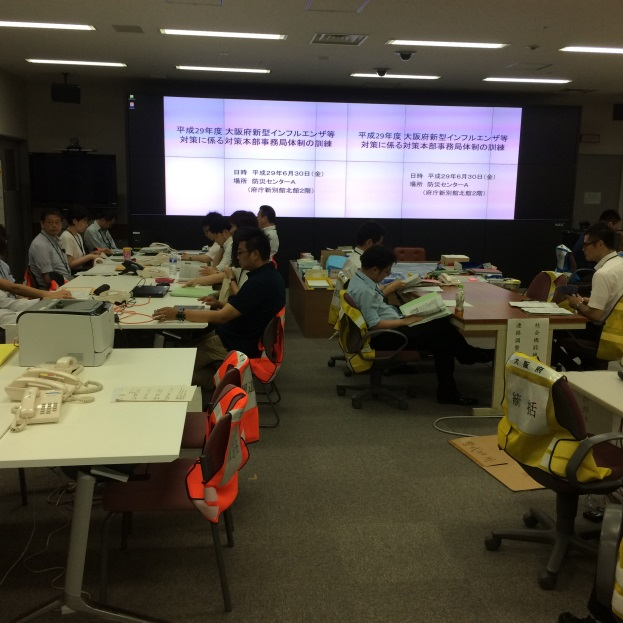 平成29年度 大阪府新型インフルエンザ等
対策に係る対策本部事務局体制の訓練
日時 平成29年6月30日(金)
場所 防災センターA
(府庁新別館北館2階)
平成29年度 大阪府新型インフルエンザ等
対策に係る対策本部事務局体制の訓練
日時 平成29年6月30日(金)
場所 防災センターA
(府庁新別館北館2階)
大阪府
総括